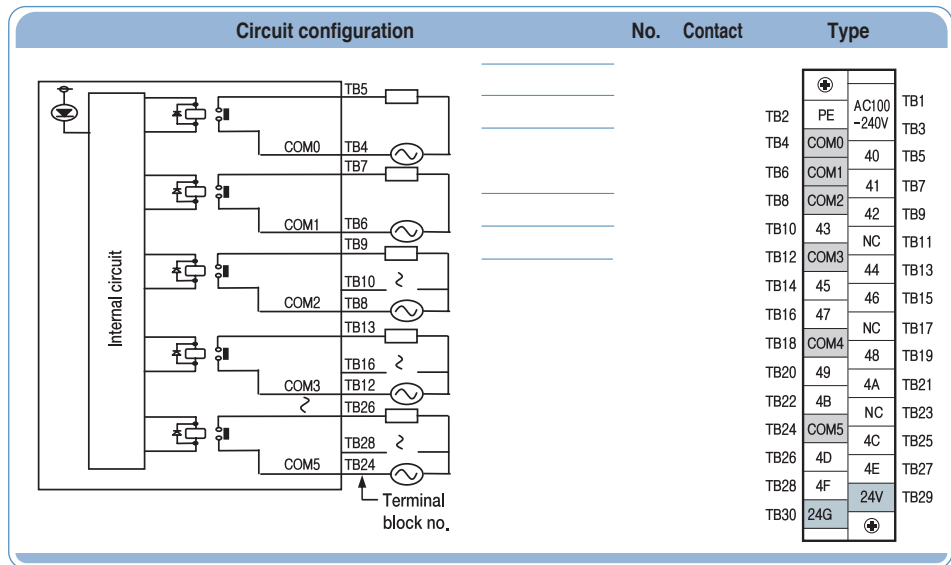 Circuit configuration No. Contact Type
Internal circuit
TB5
COM0 TB4
TB7
COM1 TB6
TB9
TB10
COM2 TB8
TB13
TB16
COM3 TB12
TB26
TB28
COM5 TB24
Terminal
block no.
AC100
-240V
TB1
TB2 PE
TB3
TB4 COM0
40 TB5
TB6 COM1
41 TB7
TB8 COM2
42 TB9
TB10 43
NC TB11
TB12 COM3
44 TB13
TB14 45
46 TB15
TB16 47
NC TB17
TB18 COM4
48 TB19
TB20 49
4A TB21
TB22 4B
NC TB23
TB24 COM5
4C TB25
TB26 4D
4E TB27
TB28 4F
24V TB29
TB30 24G